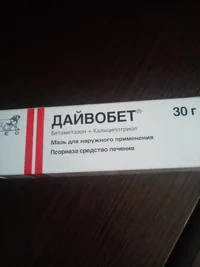 ДАЙВОБЕТ® 30 г
Бетаметазон + Кальципотриол
Мазь для наружного применения
Псориаза средство лечения